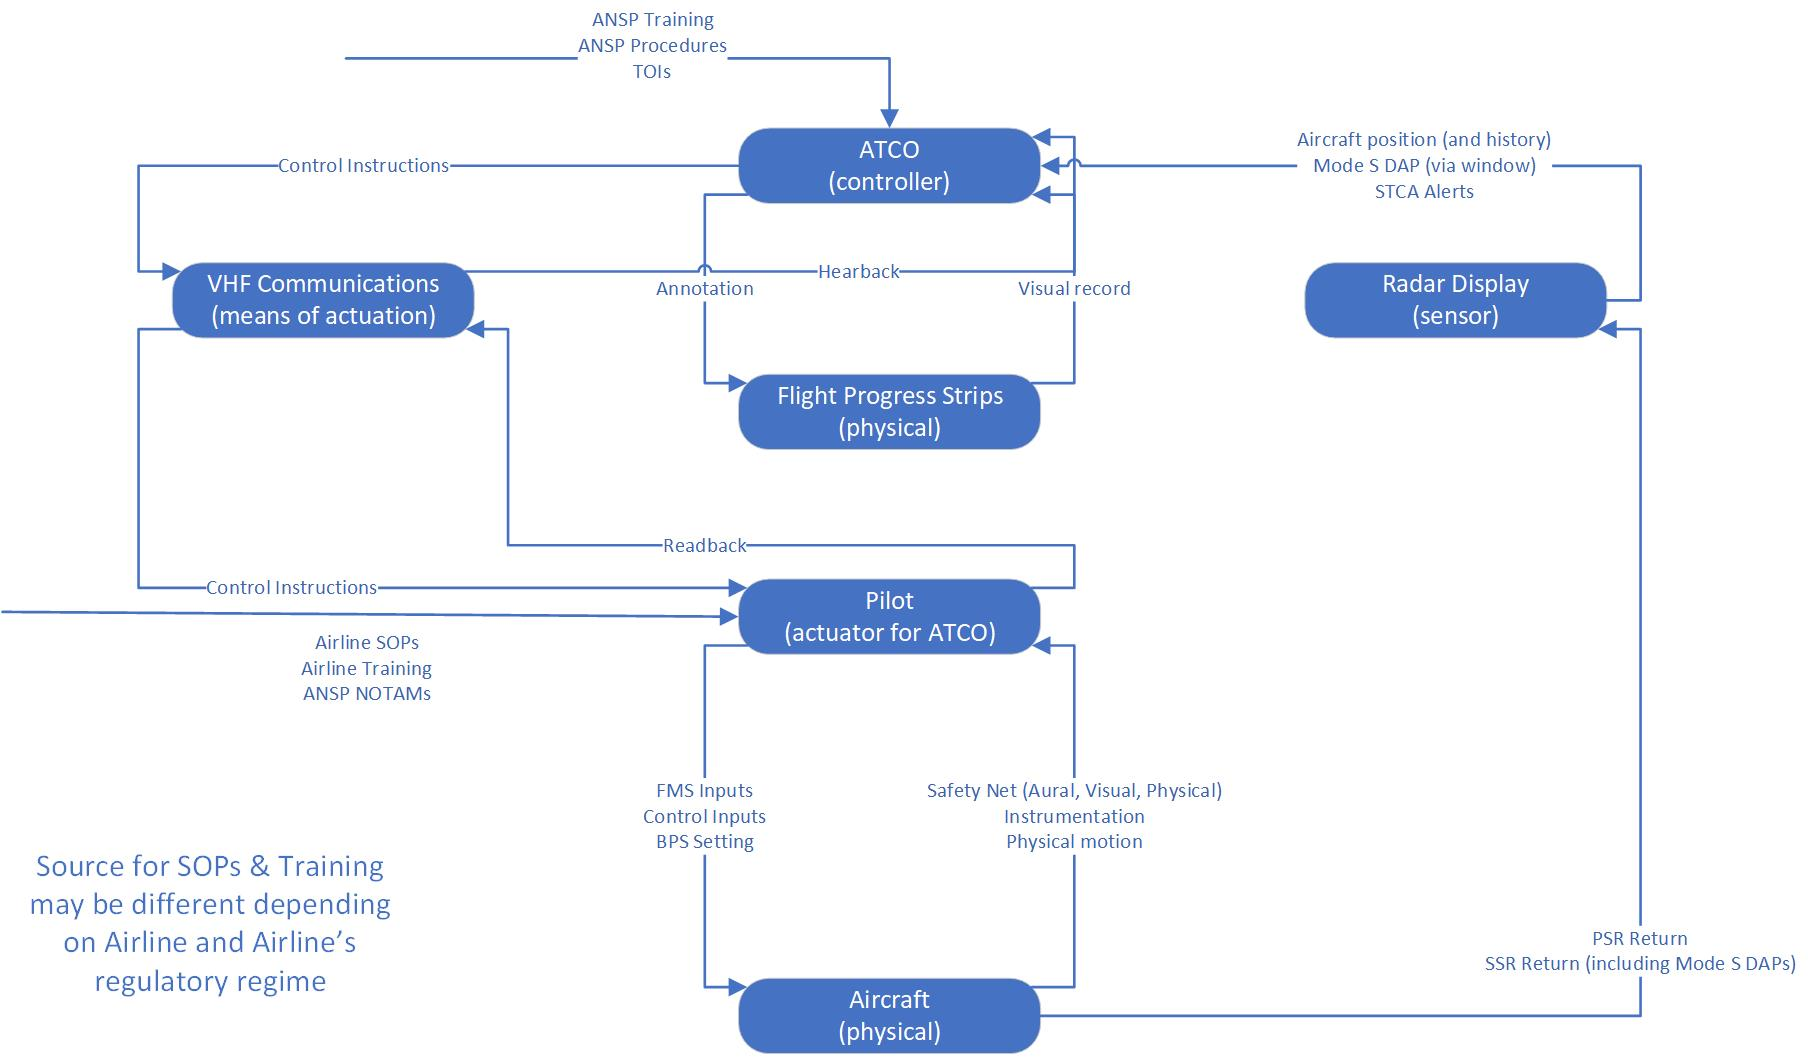 ANSP Training
ANSP Procedures
TOIs
ATCO
(controller)
Control Instructions
Aircraft position (and history)
Mode S DAP (via window)
STCA Alerts
VHF Communications
(means of actuation)
Hearback
Annotation
Visual record
Radar Display
(sensor)
Flight Progress Strips
(physical)
Readback
Control Instructions
Pilot
(actuator for ATCO)
Airline SOPs
Airline Training
ANSP NOTAMs
FMS Inputs
Control Inputs
BPS Setting
Safety Net (Aural, Visual, Physical)
Instrumentation
Physical motion
Source for SOPs & Training
may be different depending
on Airline and Airline’s
regulatory regime
PSR Return
SSR Return (including Mode S DAPs)
Aircraft
(physical)